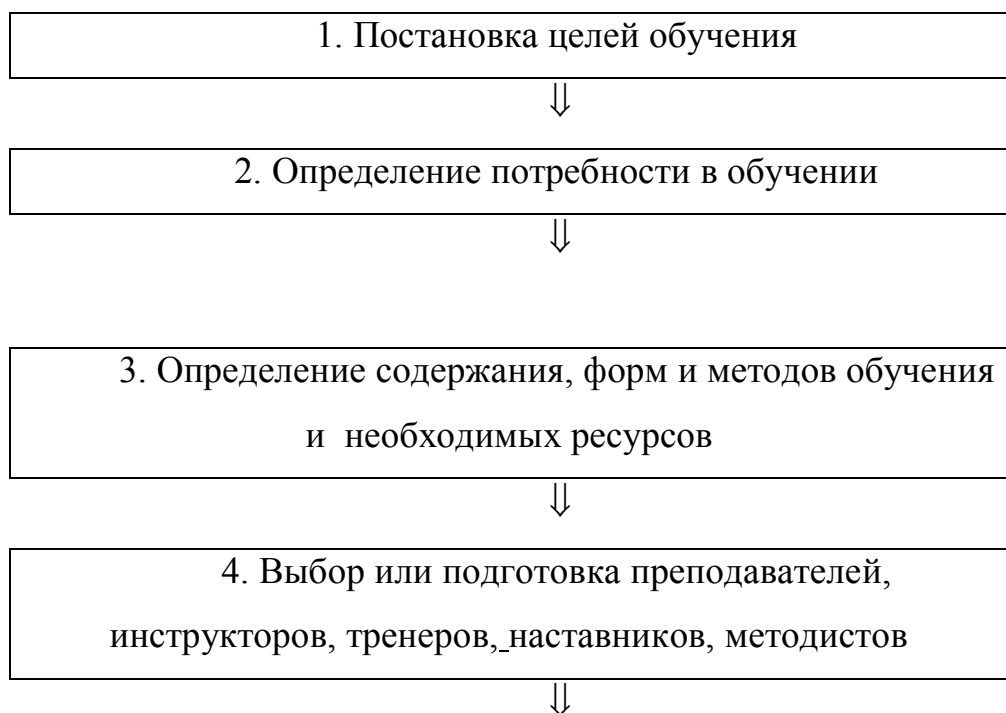 1. Постановка целей обучения
⇓
2. Определение потребности в обучении
⇓
3. Определение содержания, форм и методов обучения
и необходимых ресурсов
⇓
4. Выбор или подготовка преподавателей,
инструкторов, тренеров, наставников, методистов
⇓